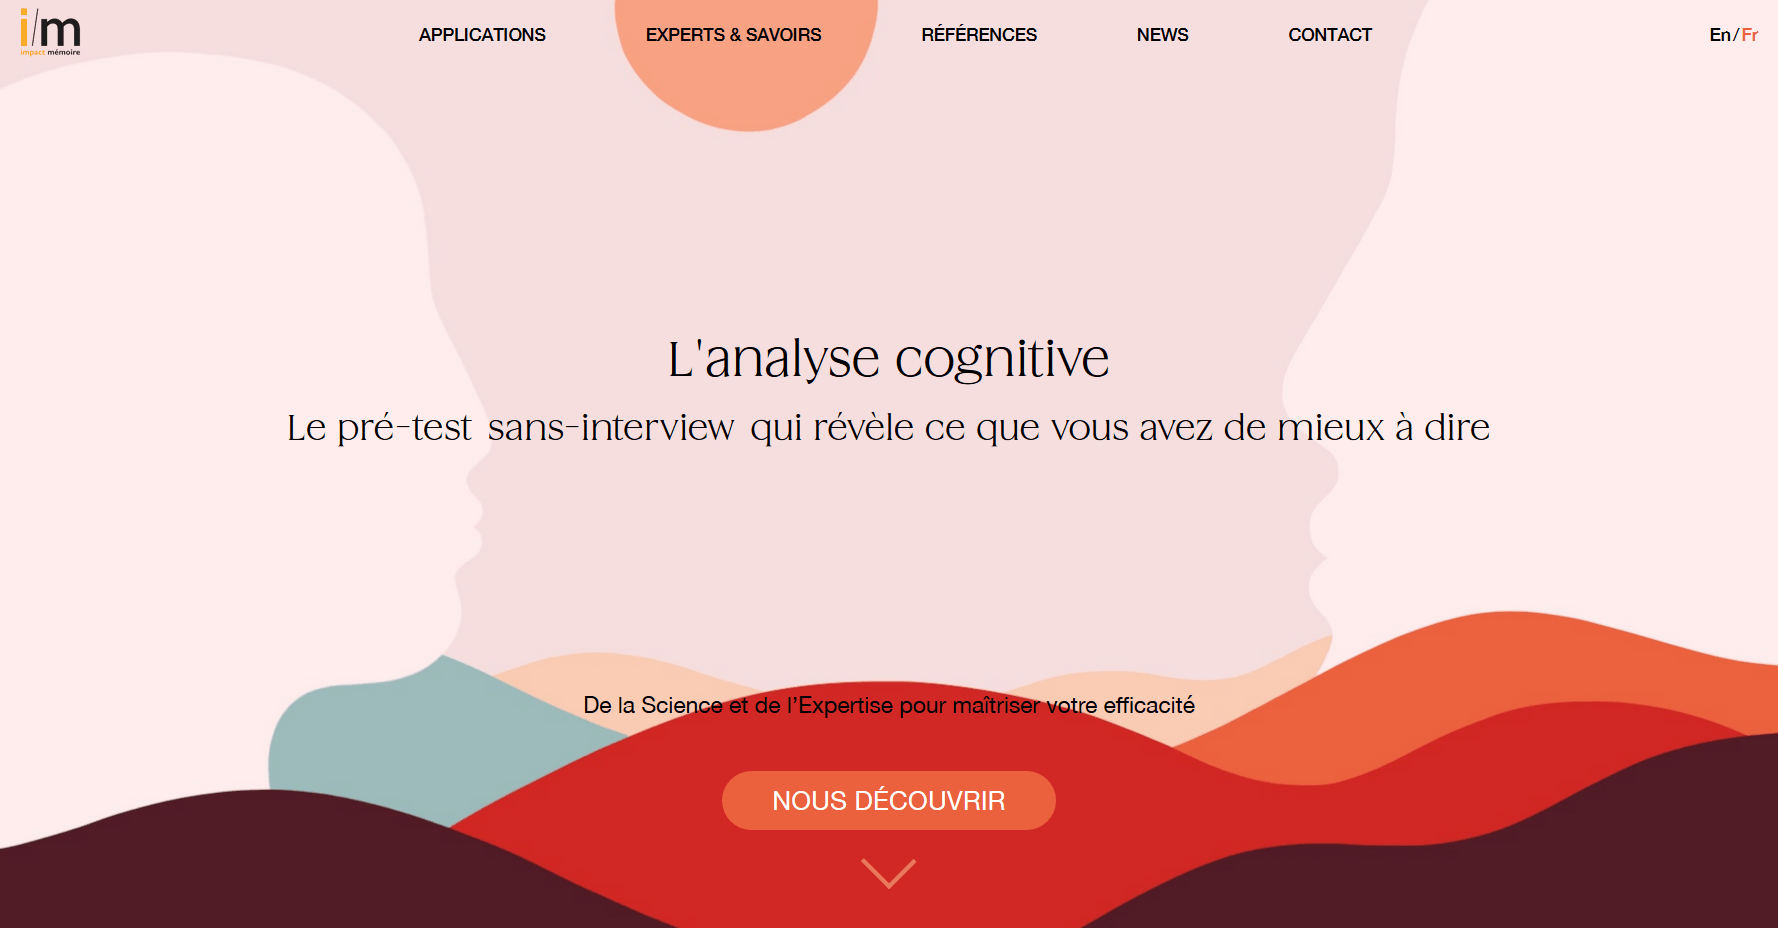 i/m
impact mémoire
APPLICATIONS
EXPERTS & SAVOIRS
RÉFÉRENCES
NEWS
CONTACT
En/Fr
L'analyse cognitive
Le pré-test sans-interview qui révèle ce que vous avez de mieux à dire
De la Science et de l’Expertise pour maîtriser votre efficacité
NOUS DÉCOUVRIR